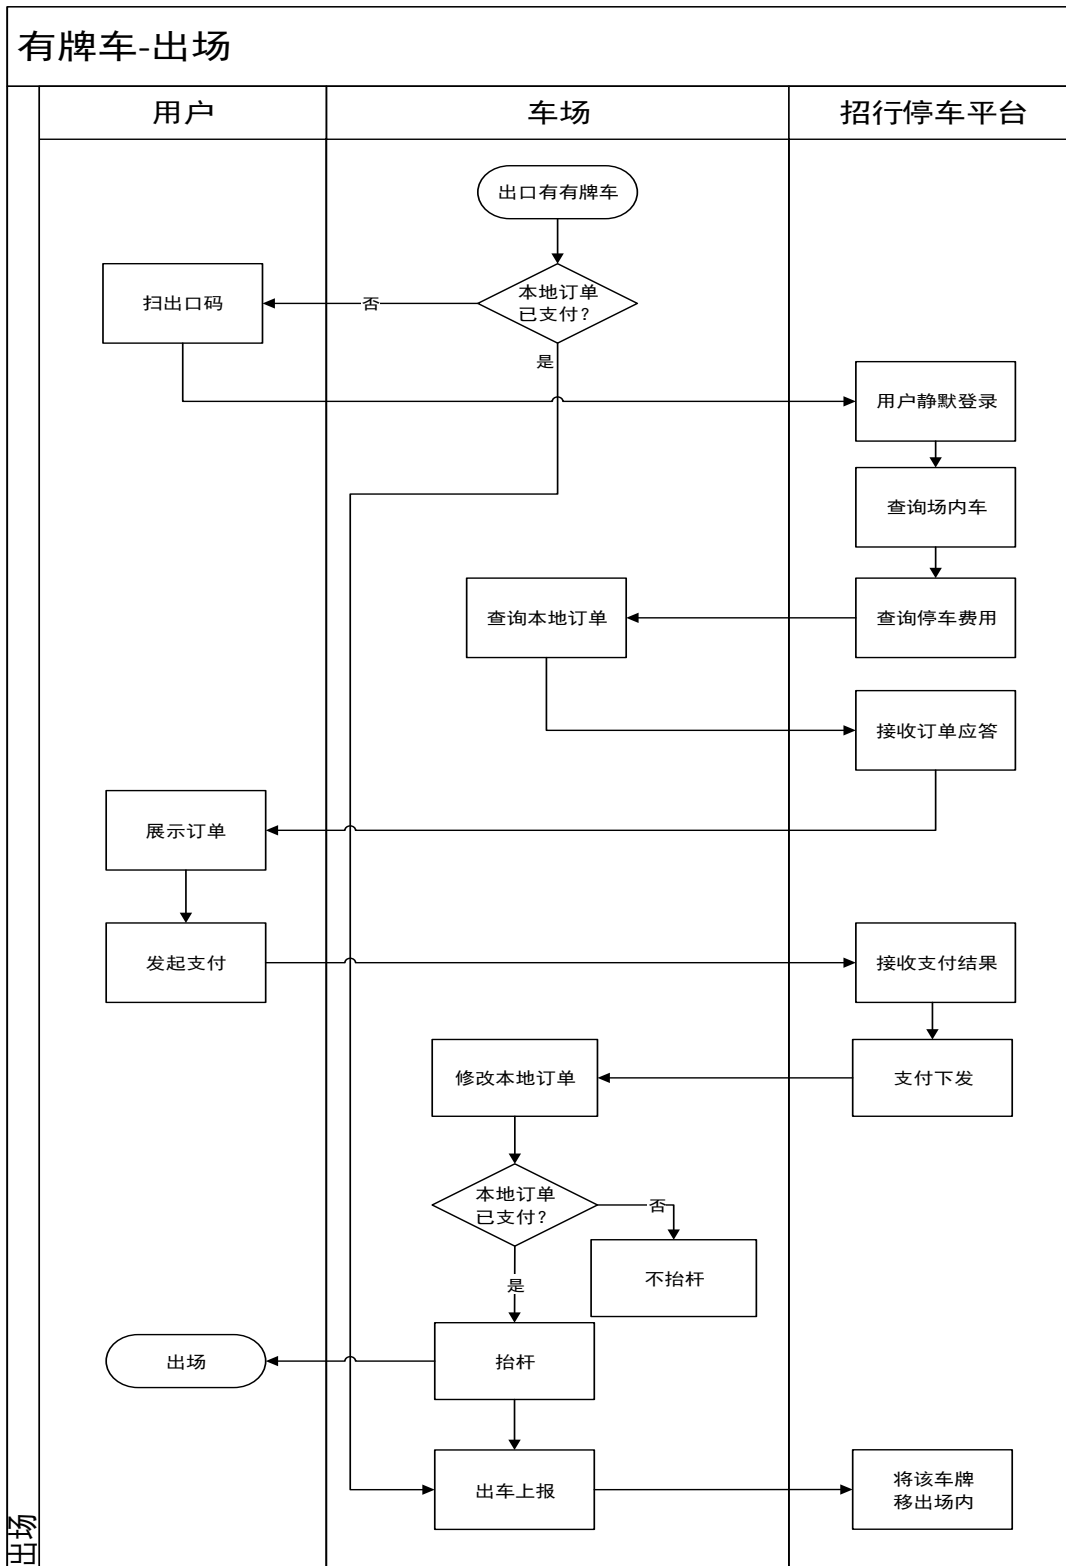 有牌车-出场
用户
车场
招行停车平台
出口有有牌车
扫出口码
否
本地订单
已支付？
是
用户静默登录
查询场内车
查询本地订单
查询停车费用
接收订单应答
展示订单
发起支付
接收支付结果
修改本地订单
支付下发
本地订单
已支付？
否
不抬杆
是
出场
抬杆
出车上报
将该车牌
移出场内
出场